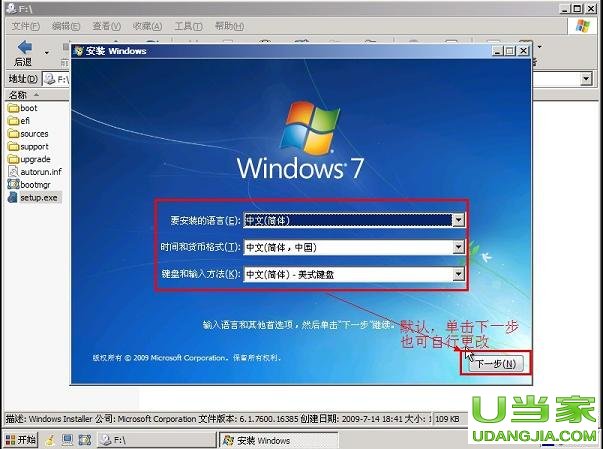 F:\
文件(F) 编辑(E) 查看(V) 收藏(A) 工具(T) 帮助(H)
后退
地址(D) F:\
名称
boot
efi
sources
support
upgrade
autorun.inf
bootmgr
setup.exe
安装 Windows
Windows 7
要安装的语言(E): 中文(简体)
时间和货币格式(T): 中文(简体，中国)
键盘和输入方法(K): 中文(简体) - 美式键盘
输入语言和其他首选项，然后单击"下一步"继续。
默认，单击下一步
也可自行更改
版权所有 © 2009 Microsoft Corporation。保留所有权利。
下一步(N)
描述: Windows Installer 公司: Microsoft Corporation 文件版本: 6.1.7600.16385 创建日期: 2009-7-14 18:41 大小: 1 109 KB
U当家
UDANGJIA.COM
开始 F:\ 安装 Windows